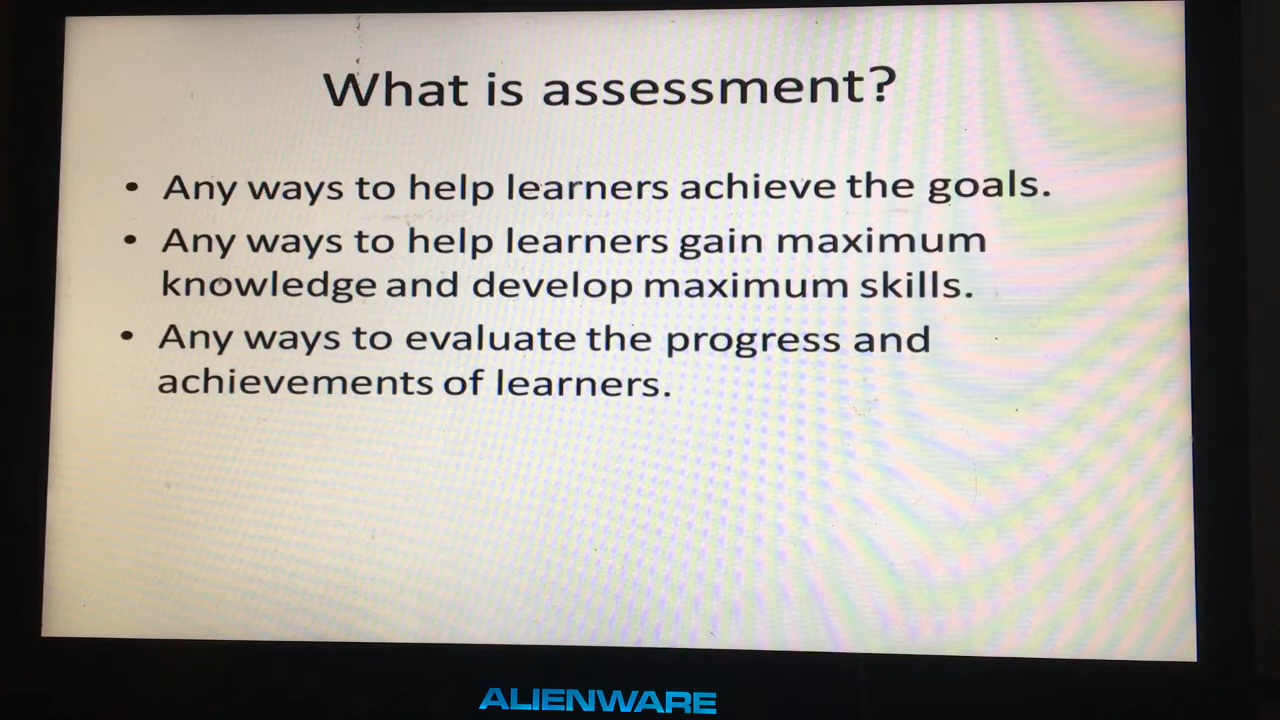 What is assessment?
• Any ways to help learners achieve the goals.
• Any ways to help learners gain maximum
knowledge and develop maximum skills.
• Any ways to evaluate the progress and
achievements of learners.
ALIENWARE